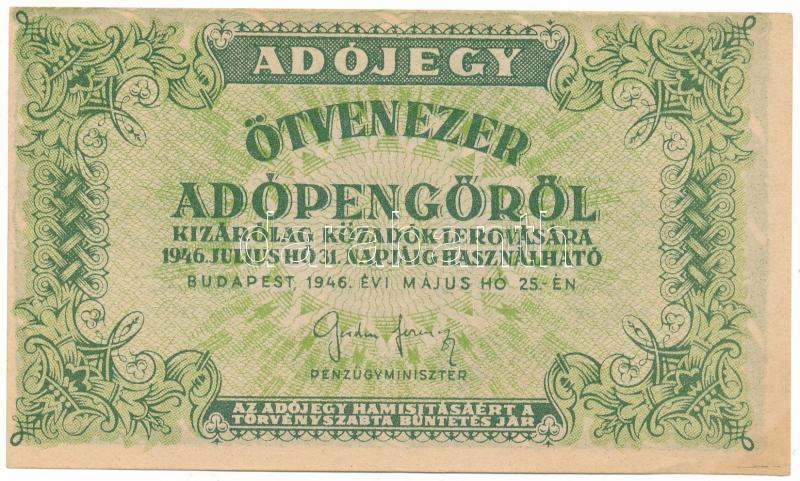 ADÓJEGY
ÖTVENEZER
ADÓPENGŐRŐL
KIZÁRÓLAG KÖZADÓK LEROVÁSÁRA
1946. JULIUS HÓ 31. NAPJÁIG HASZNÁLHATÓ
BUDAPEST, 1946. ÉVI MÁJUS HÓ 25.-ÉN
PÉNZÜGYMINISZTER
AZ ADÓJEGY HAMISÍTÁSÁÉRT A
TÖRVÉNYSZABTA BÜNTETÉS JÁR
darabanth